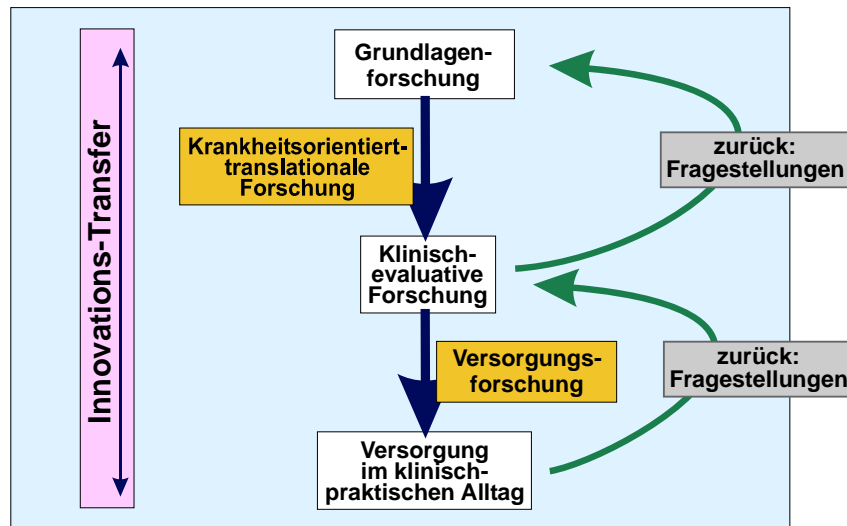 Innovations-Transfer
Grundlagen-
forschung
Krankheitsorientiert-
translationale
Forschung
zurück:
Fragestellungen
Klinisch-
evaluative
Forschung
Versorgungs-
forschung
zurück:
Fragestellungen
Versorgung
im klinisch-
praktischen Alltag